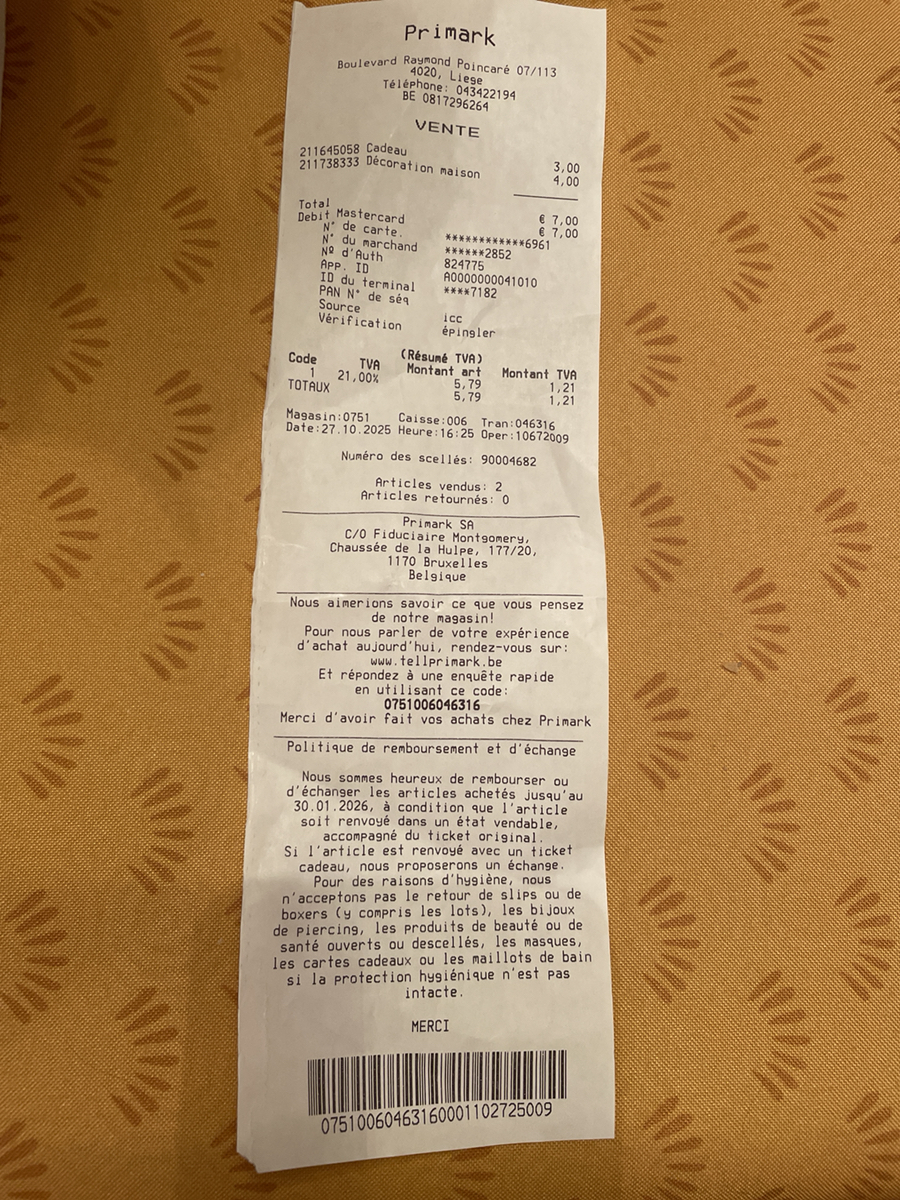 Primark
Boulevard Raymond Poincaré 07/113
4020, Liege
Téléphone: 043422194
BE 0817296264
VENTE
211645058 Cadeau 3,00
211738333 Décoration maison 4,00
Total € 7,00
Debit Mastercard € 7,00
N° de carte. ************6961
N° du marchand ******2852
Nº d'Auth 824775
App. ID A0000000041010
ID du terminal ****7182
PAN N° de séq
Source icc
Vérification épingler
(Résumé TVA)
Code TVA Montant art Montant TVA
1 21,00% 5,79 1,21
TOTAUX 5,79 1,21
Magasin:0751 Caisse:006 Tran:046316
Date:27.10.2025 Heure:16:25 Oper:10672009
Numéro des scellés: 90004682
Articles vendus: 2
Articles retournés: 0
Primark SA
C/O Fiduciaire Montgomery,
Chaussée de la Hulpe, 177/20,
1170 Bruxelles
Belgique
Nous aimerions savoir ce que vous pensez
de notre magasin!
Pour nous parler de votre expérience
d'achat aujourd'hui, rendez-vous sur:
www.tellprimark.be
Et répondez à une enquête rapide
en utilisant ce code:
0751006046316
Merci d'avoir fait vos achats chez Primark
Politique de remboursement et d'échange
Nous sommes heureux de rembourser ou
d'échanger les articles achetés jusqu'au
30.01.2026, à condition que l'article
soit renvoyé dans un état vendable,
accompagné du ticket original.
Si l'article est renvoyé avec un ticket
cadeau, nous proposerons un échange.
Pour des raisons d'hygiène, nous
n'acceptons pas le retour de slips ou de
boxers (y compris les lots), les bijoux
de piercing, les produits de beauté ou de
santé ouverts ou descellés, les masques,
les cartes cadeaux ou les maillots de bain
si la protection hygiénique n'est pas
intacte.
MERCI
075100604631600011027 25009